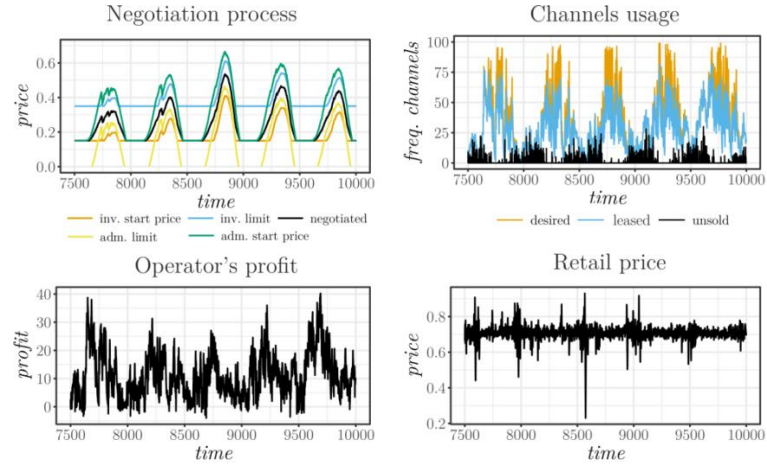 Negotiation process
price
0.6
0.4
0.2
0.0
7500 8000 8500 9000 9500 10000
time
inv. start price inv. limit negotiated
adm. limit adm. start price
Channels usage
freq. channels
100
75
50
25
0
7500 8000 8500 9000 9500 10000
time
desired leased unsold
Operator's profit
profit
40
30
20
10
0
7500 8000 8500 9000 9500 10000
time
Retail price
price
0.8
0.6
0.4
0.2
7500 8000 8500 9000 9500 10000
time